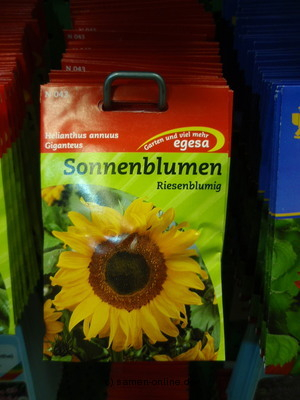 N 043
N 043
N 043
Helianthus annuus
Giganteus
Garten und viel mehr
egesa
Sonnenblumen
Riesenblumig